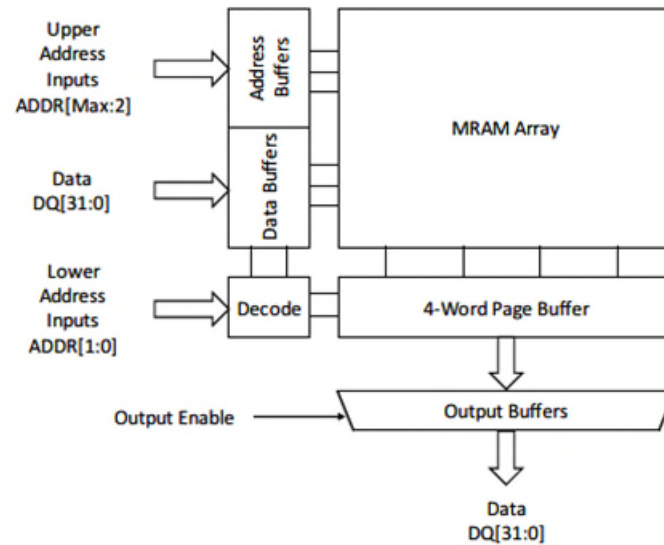 Upper
Address
Inputs
ADDR[Max:2]
Address
Buffers
MRAM Array
Data
DQ[31:0]
Data Buffers
Lower
Address
Inputs
ADDR[1:0]
Decode
4-Word Page Buffer
Output Enable
Output Buffers
Data
DQ[31:0]